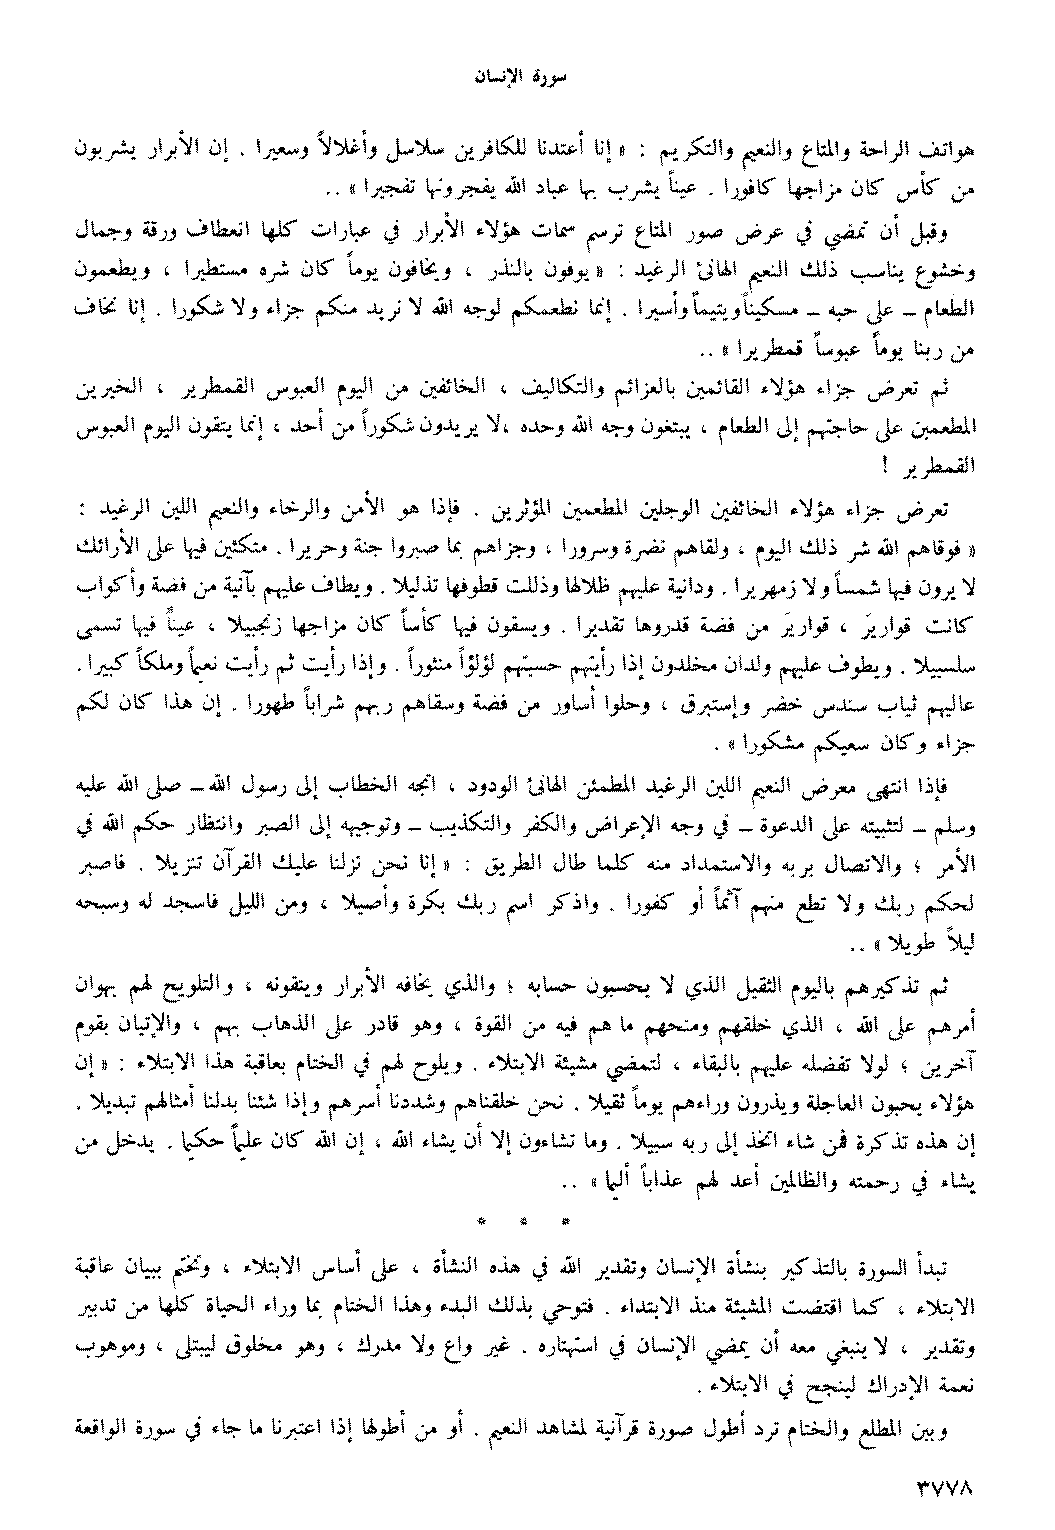 سورة الإنسان
هواتف الراحة والمتاع والنعيم والتكريم : « إنا أعتدنا للكافرين سلاسل وأغلالاً وسعيرا . إن الأبرار يشربون
من كأس كان مزاجها كافورا . عيناً يشرب بها عباد الله يفجرونها تفجيرا » ..
وقبل أن تمضي في عرض صور المتاع ترسم سمات هؤلاء الأبرار في عبارات كلها انعطاف ورقة وجمال
وخشوع يناسب ذلك النعيم الهانئ الرغيد : « يوفون بالنذر ، ويخافون يوماً كان شره مستطيرا ، ويطعمون
الطعام – على حبه – مسكيناً ويتيماً وأسيرا . إنما نطعمكم لوجه الله لا نريد منكم جزاء ولا شكورا . إنا نخاف
من ربنا يوماً عبوساً قمطريرا » ..
ثم تعرض جزاء هؤلاء القائمين بالعزائم والتكاليف ، الخائفين من اليوم العبوس القمطرير ، الخيرين
المطعمين على حاجتهم إلى الطعام ، يبتغون وجه الله وحده ، لا يريدون شكوراً من أحد ، إنما يتقون اليوم العبوس
القمطرير !
تعرض جزاء هؤلاء الخائفين الوجلين المطعمين المؤثرين . فإذا هو الأمن والرخاء والنعيم اللين الرغيد :
« فوقاهم الله شر ذلك اليوم ، ولقاهم نضرة وسرورا ، وجزاهم بما صبروا جنة وحريرا . متكئين فيها على الأرائك
لا يرون فيها شمساً ولا زمهريرا . ودانية عليهم ظلالها وذللت قطوفها تذليلا . ويطاف عليهم بآنية من فضة وأكواب
كانت قواريرَ ، قواريرَ من فضة قدروها تقديرا . ويسقون فيها كأساً كان مزاجها زنجبيلا ، عيناً فيها تسمى
سلسبيلا . ويطوف عليهم ولدان مخلدون إذا رأيتهم حسبتهم لؤلؤاً منثوراً . وإذا رأيت ثم رأيت نعيماً وملكاً كبيرا .
عاليهم ثياب سندس خضر وإستبرق ، وحلوا أساور من فضة وسقاهم ربهم شراباً طهورا . إن هذا كان لكم
جزاء وكان سعيكم مشكورا » .
فإذا انتهى معرض النعيم اللين الرغيد المطمئن الهانئ الودود ، اتجه الخطاب إلى رسول الله – صلى الله عليه
وسلم – لتثبيته على الدعوة – في وجه الإعراض والكفر والتكذيب – وتوجيهه إلى الصبر وانتظار حكم الله في
الأمر ؛ والاتصال بربه والاستمداد منه كلما طال الطريق : « إنا نحن نزلنا عليك القرآن تنزيلا . فاصبر
لحكم ربك ولا تطع منهم آثماً أو كفورا . واذكر اسم ربك بكرة وأصيلا ، ومن الليل فاسجد له وسبحه
ليلاً طويلا » ..
ثم تذكيرهم باليوم الثقيل الذي لا يحسبون حسابه ؛ والذي يخافه الأبرار ويتقونه ، والتلويح لهم بهوان
أمرهم على الله ، الذي خلقهم ومنحهم ما هم فيه من القوة ، وهو قادر على الذهاب بهم ، والإتيان بقوم
آخرين ؛ لولا تفضله عليهم بالبقاء ، لتمضي مشيئة الابتلاء . ويلوح لهم في الختام بعاقبة هذا الابتلاء : « إن
هؤلاء يحبون العاجلة ويذرون وراءهم يوماً ثقيلا . نحن خلقناهم وشددنا أسرهم وإذا شئنا بدلنا أمثالهم تبديلا .
إن هذه تذكرة فمن شاء اتخذ إلى ربه سبيلا . وما تشاءون إلا أن يشاء الله ، إن الله كان عليماً حكيما . يدخل من
يشاء في رحمته والظالمين أعد لهم عذاباً أليما » ..
* * *
تبدأ السورة بالتذكير بنشأة الإنسان وتقدير الله في هذه النشأة ، على أساس الابتلاء ، وتختم ببيان عاقبة
الابتلاء ، كما اقتضت المشيئة منذ الابتداء . فتوحي بذلك البدء وهذا الختام بما وراء الحياة كلها من تدبير
وتقدير ، لا ينبغي معه أن يمضي الإنسان في استهتاره . غير واع ولا مدرك ، وهو مخلوق ليبتلى ، وموهوب
نعمة الإدراك لينجح في الابتلاء .
وبين المطلع والختام ترد أطول صورة قرآنية لمشاهد النعيم . أو من أطولها إذا اعتبرنا ما جاء في سورة الواقعة
٣٧٧٨